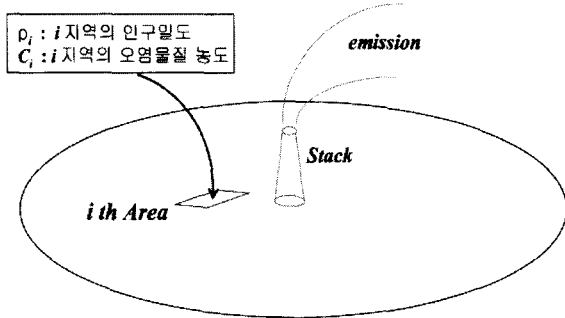 ρᵢ : i 지역의 인구밀도
Cᵢ : i 지역의 오염물질 농도
emission
Stack
i th Area